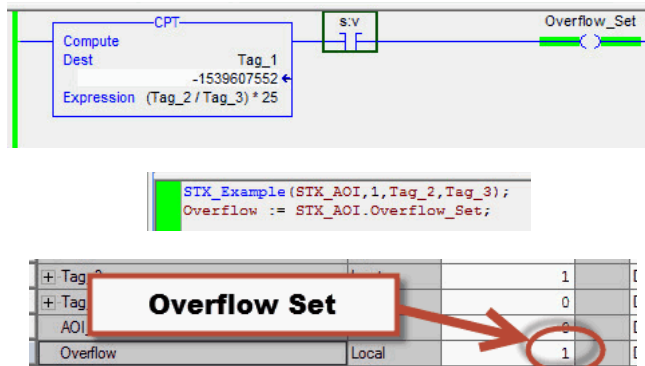 CPT
s:v
Overflow_Set
Compute
Dest Tag_1
-1539607552
Expression (Tag_2 / Tag_3) * 25
STX_Example(STX_AOI,1,Tag_2,Tag_3);
Overflow := STX_AOI.Overflow_Set;
1
Tag 0
AOI
Overflow Set
Overflow Local 1